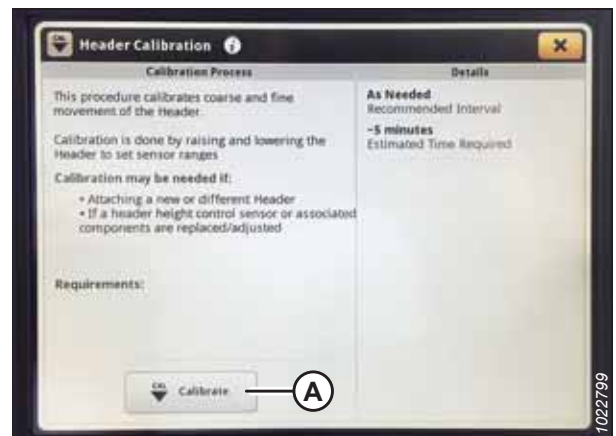 CAL Header Calibration i X
Calibration Process
This procedure calibrates coarse and fine
movement of the Header.
Calibration is done by raising and lowering the
Header to set sensor ranges
Calibration may be needed if:
• Attaching a new or different Header
• If a header height control sensor or associated
components are replaced/adjusted
Requirements:
CAL Calibrate
A
Details
As Needed
Recommended Interval
~5 minutes
Estimated Time Required
1022799